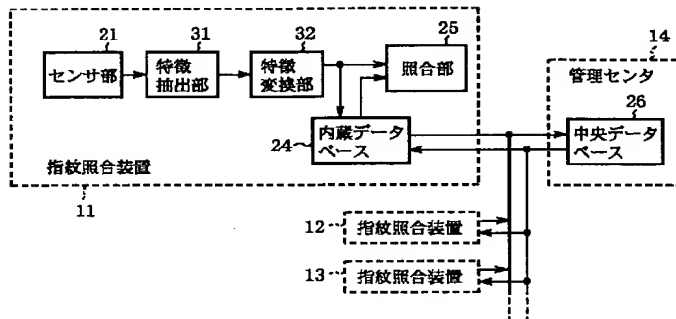 21
31
32
25
14
センサ部
特徴
抽出部
特徴
変換部
照合部
管理センタ
26
24
内蔵データ
ベース
中央データ
ベース
指紋照合装置
11
12
指紋照合装置
13
指紋照合装置